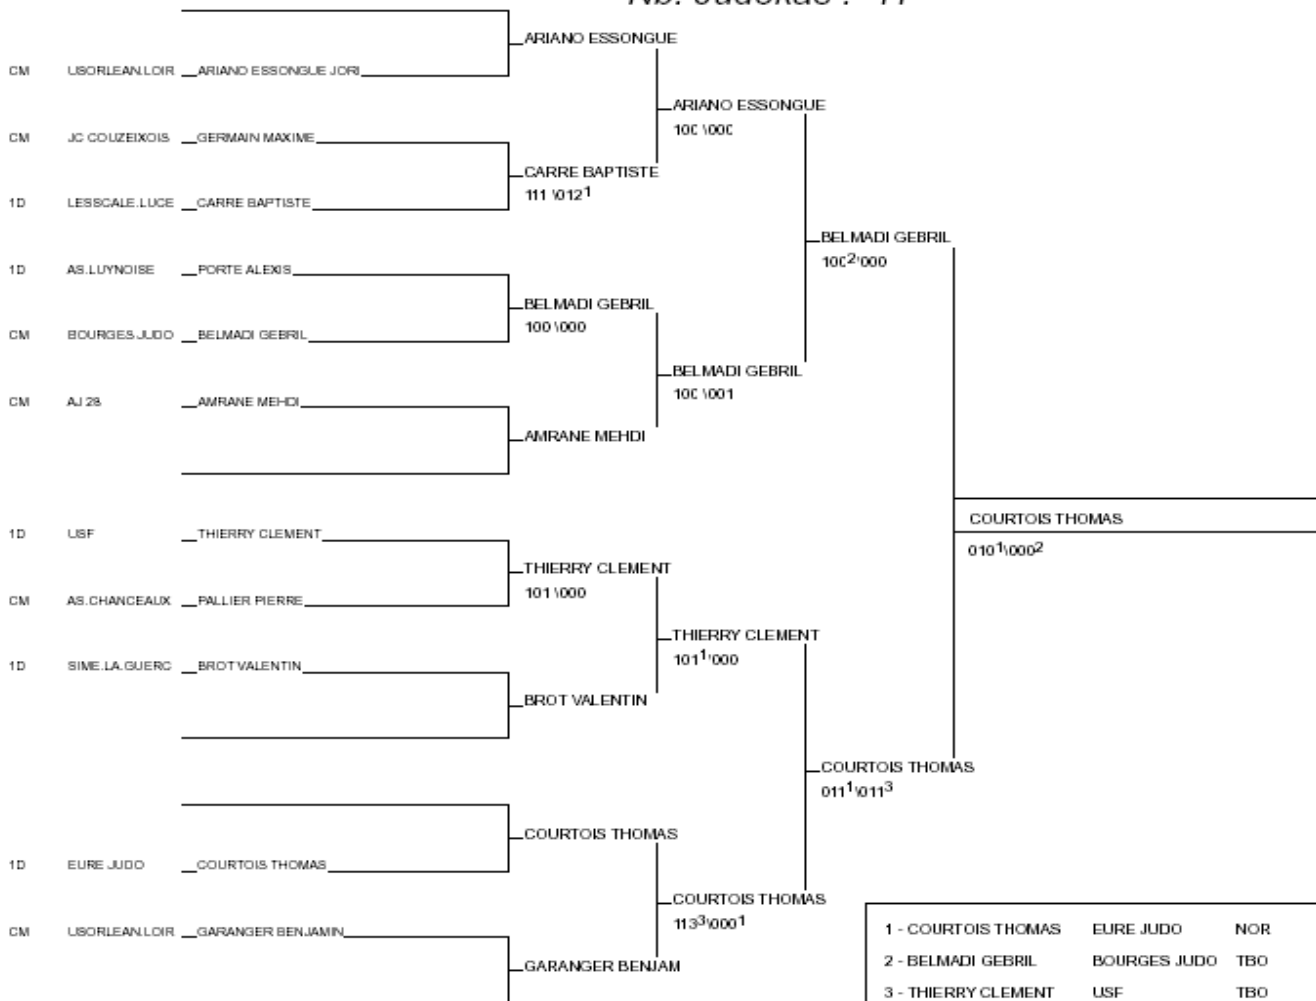 Nb. Judokas : 11
ARIANO ESSONGUE
CM USORLEAN.LOIR ARIANO ESSONGUE JORI
ARIANO ESSONGUE
100\000
CM JC COUZEIXOIS GERMAIN MAXIME
CARRE BAPTISTE
111\012¹
1D LESSCALE.LUCE CARRE BAPTISTE
BELMADI GEBRIL
100²\000
1D AS.LUYNOISE PORTE ALEXIS
BELMADI GEBRIL
100\000
CM BOURGES JUDO BELMADI GEBRIL
BELMADI GEBRIL
100\001
CM AJ 28 AMRANE MEHDI
AMRANE MEHDI
COURTOIS THOMAS
010¹\000²
1D USF THIERRY CLEMENT
THIERRY CLEMENT
101\000
CM AS.CHANCEAUX PALLIER PIERRE
THIERRY CLEMENT
101¹\000
1D SIME.LA.GUERC BROT VALENTIN
BROT VALENTIN
COURTOIS THOMAS
011¹\011³
COURTOIS THOMAS
1D EURE JUDO COURTOIS THOMAS
COURTOIS THOMAS
113³\000¹
CM USORLEAN.LOIR GARANGER BENJAMIN
GARANGER BENJAM
1 - COURTOIS THOMAS EURE JUDO NOR
2 - BELMADI GEBRIL BOURGES JUDO TBO
3 - THIERRY CLEMENT USF TBO